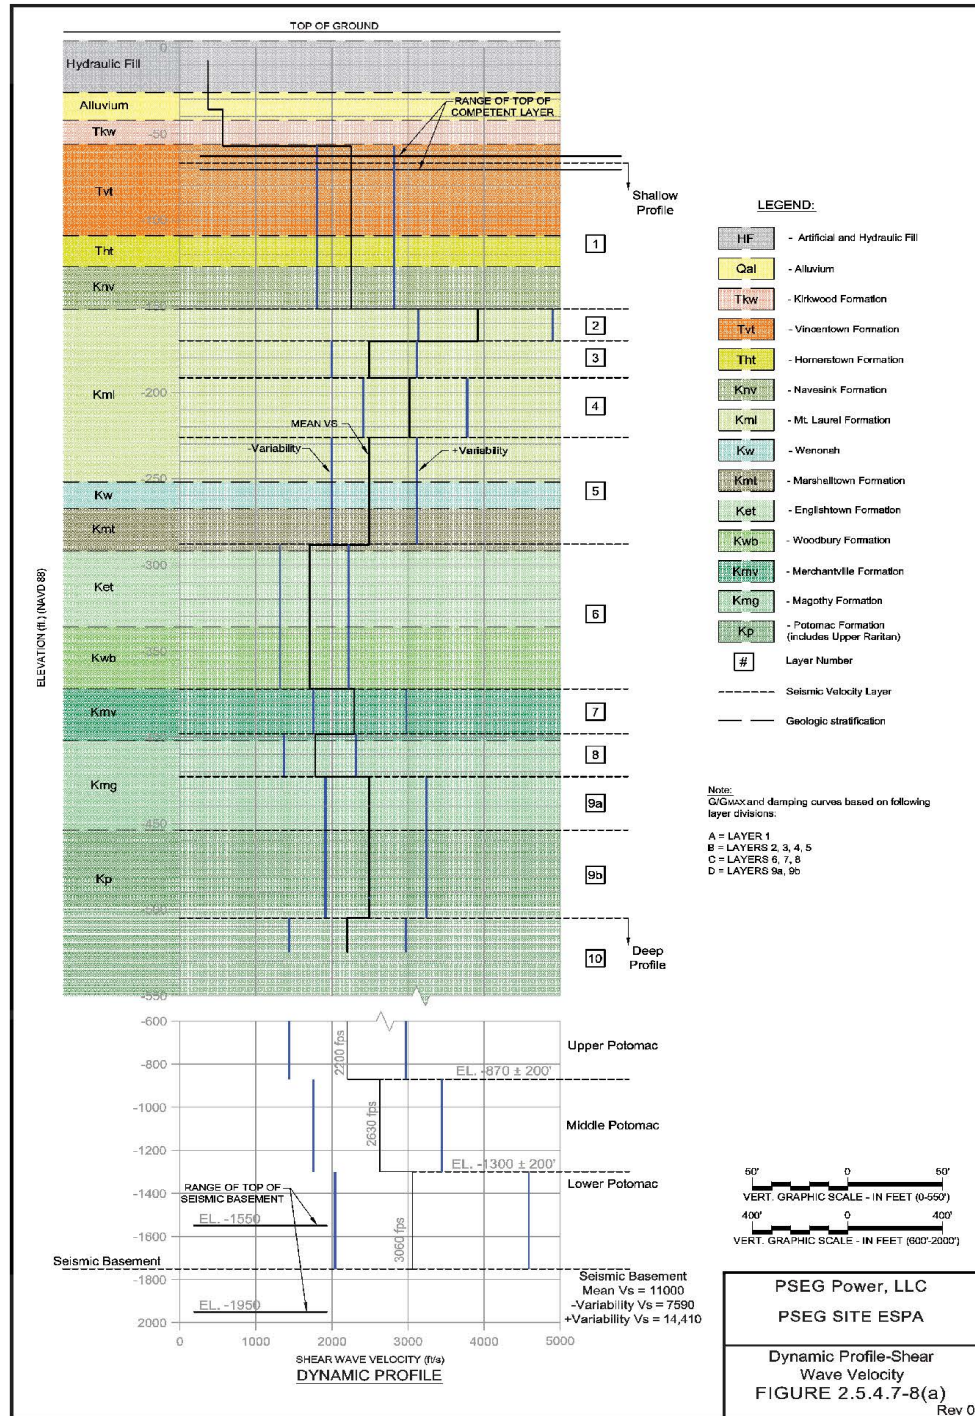 TOP OF GROUND
Hydraulic Fill
Alluvium
Tkw
-50
RANGE OF TOP OF
COMPETENT LAYER
Tvt
Shallow
Profile
Tht
1
Knv
-150
2
3
Kml
-200
4
MEAN VS
-Variability
+Variability
-250
5
Kw
Kmt
-300
Ket
6
Kwb
-350
Kmv
7
8
Kmg
9a
-450
Kp
9b
-500
10
Deep
Profile
-550
ELEVATION (ft.) (NAVD 88)
LEGEND:
HF - Artificial and Hydraulic Fill
Qal - Alluvium
Tkw - Kirkwood Formation
Tvt - Vincentown Formation
Tht - Hornerstown Formation
Knv - Navesink Formation
Kml - Mt. Laurel Formation
Kw - Wenonah
Kmt - Marshalltown Formation
Ket - Englishtown Formation
Kwb - Woodbury Formation
Kmv - Merchantville Formation
Kmg - Magothy Formation
Kp - Potomac Formation
(includes Upper Raritan)
# Layer Number
Seismic Velocity Layer
Geologic stratification
Note:
G/GMAX and damping curves based on following
layer divisions:
A = LAYER 1
B = LAYERS 2, 3, 4, 5
C = LAYERS 6, 7, 8
D = LAYERS 9a, 9b
-600
2200 fps
Upper Potomac
-800
EL. -870 ± 200'
-1000
2630 fps
Middle Potomac
-1200
EL. -1300 ± 200'
Lower Potomac
-1400
RANGE OF TOP OF
SEISMIC BASEMENT
EL. -1550
3060 fps
-1600
Seismic Basement
-1800
EL. -1950
2000
0 1000 2000 3000 4000 5000
SHEAR WAVE VELOCITY (ft/s)
DYNAMIC PROFILE
Seismic Basement
Mean Vs = 11000
-Variability Vs = 7590
+Variability Vs = 14,410
50' 0 50'
VERT. GRAPHIC SCALE - IN FEET (0-550')
400' 0 400'
VERT. GRAPHIC SCALE - IN FEET (600'-2000')
PSEG Power, LLC
PSEG SITE ESPA
Dynamic Profile-Shear
Wave Velocity
FIGURE 2.5.4.7-8(a)
Rev 0